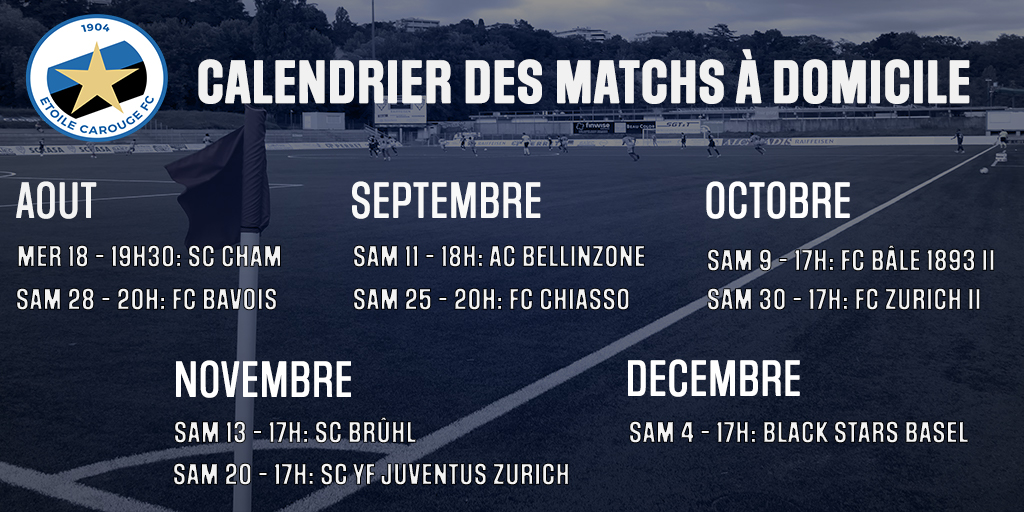 1904
ETOILE CAROUGE FC
CALENDRIER DES MATCHS À DOMICILE
AOUT
MER 18 - 19H30: SC CHAM
SAM 28 - 20H: FC BAVOIS
SEPTEMBRE
SAM 11 - 18H: AC BELLINZONE
SAM 25 - 20H: FC CHIASSO
OCTOBRE
SAM 9 - 17H: FC BÂLE 1893 II
SAM 30 - 17H: FC ZURICH II
NOVEMBRE
SAM 13 - 17H: SC BRÜHL
SAM 20 - 17H: SC YF JUVENTUS ZURICH
DECEMBRE
SAM 4 - 17H: BLACK STARS BASEL
RAIFFEISEN